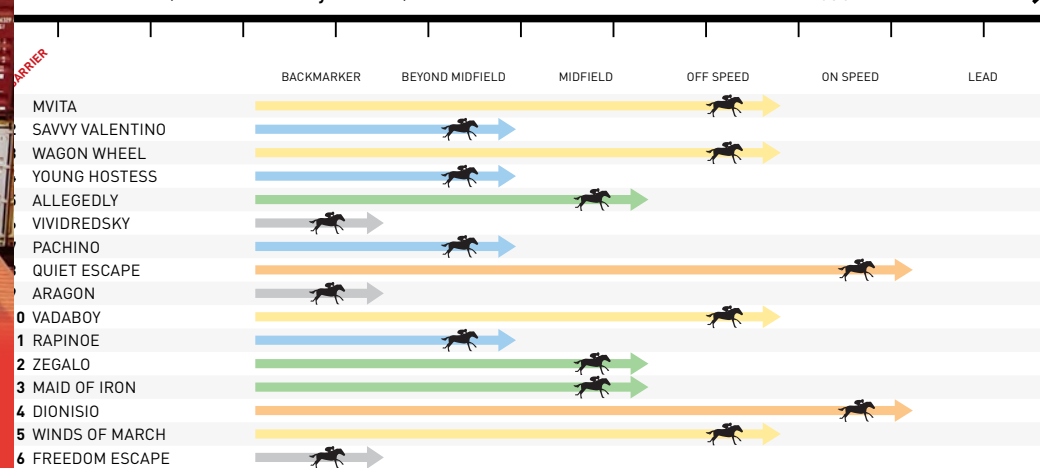 BACKMARKER BEYOND MIDFIELD MIDFIELD OFF SPEED ON SPEED LEAD
MVITA
SAVVY VALENTINO
WAGON WHEEL
YOUNG HOSTESS
ALLEGEDLY
VIVIDREDSKY
PACHINO
QUIET ESCAPE
ARAGON
0 VADABOY
1 RAPINOE
2 ZEGALO
3 MAID OF IRON
4 DIONISIO
5 WINDS OF MARCH
6 FREEDOM ESCAPE